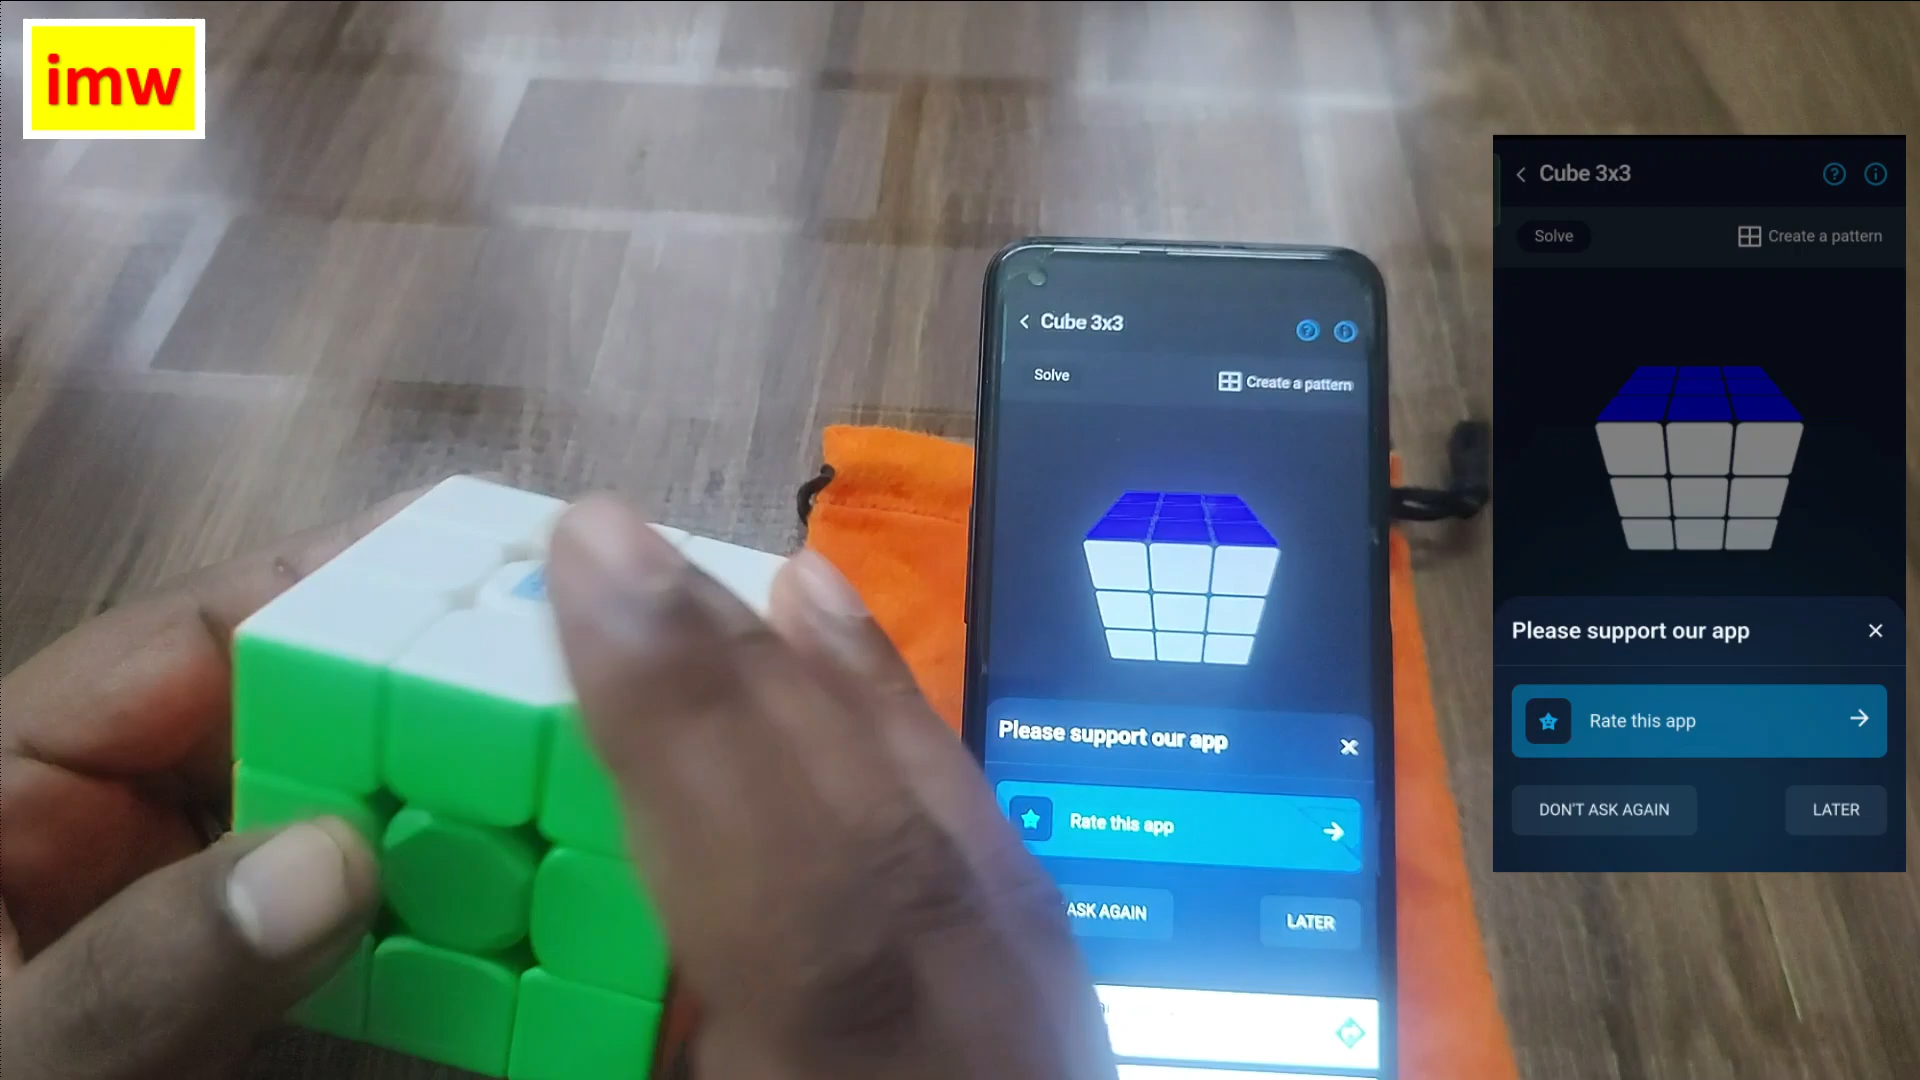 imw
Cube 3x3
Solve
Create a pattern
Please support our app
Rate this app
ASK AGAIN
LATER
Cube 3x3
Solve
Create a pattern
Please support our app
Rate this app
DON'T ASK AGAIN
LATER